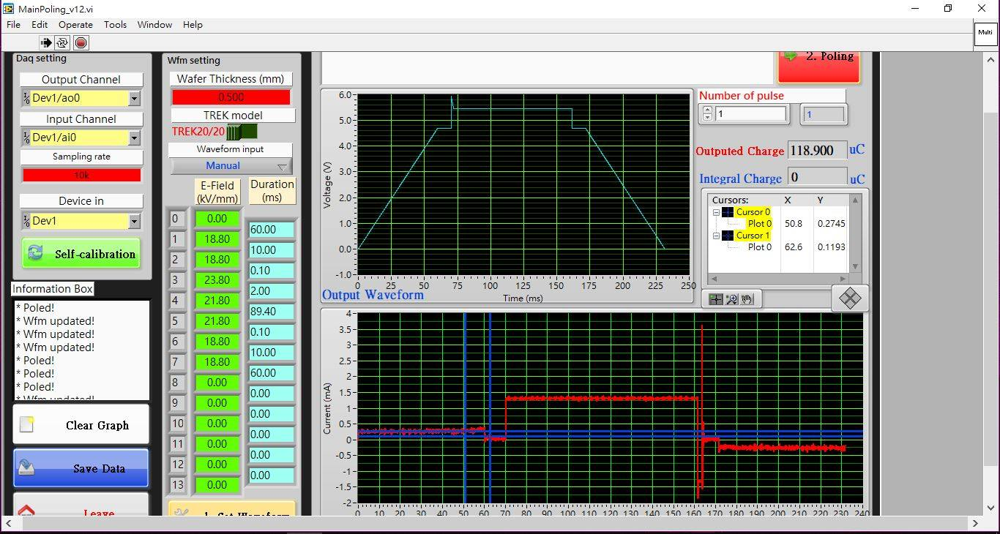 MainPoling_v12.vi
File Edit Operate Tools Window Help
Multi
Daq setting
Output Channel
Dev1/ao0
Input Channel
Dev1/ai0
Sampling rate
10k
Device in
Dev1
Self-calibration
Information Box
* Poled!
* Wfm updated!
* Wfm updated!
* Wfm updated!
* Poled!
* Poled!
* Poled!
* Wfm updated!
Clear Graph
Save Data
Leave
Wfm setting
Wafer Thickness (mm)
0.500
TREK model
TREK20/20
Waveform input
Manual
E-Field (kV/mm)
Duration (ms)
0 0.00
60.00
1 18.80
10.00
2 18.80
0.10
3 23.80
2.00
4 21.80
89.40
5 21.80
0.10
6 18.80
10.00
7 18.80
60.00
8 0.00
0.00
9 0.00
0.00
10 0.00
0.00
11 0.00
0.00
12 0.00
0.00
13 0.00
1. Set Waveform
2. Poling
6.0
5.0
4.0
3.0
2.0
1.0
0.0
-1.0
Voltage (V)
0 25 50 75 100 125 150 175 200 225 250
Output Waveform
Time (ms)
Number of pulse
1 1
Outputed Charge 118.900 uC
Integral Charge 0 uC
Cursors: X Y
Cursor 0
Plot 0 50.8 0.2745
Cursor 1
Plot 0 62.6 0.1193
4
3.5
3
2.5
2
1.5
1
0.5
0
-0.5
-1
-1.5
-2
Current (mA)
0 10 20 30 40 50 60 70 80 90 100 110 120 130 140 150 160 170 180 190 200 210 220 230 240